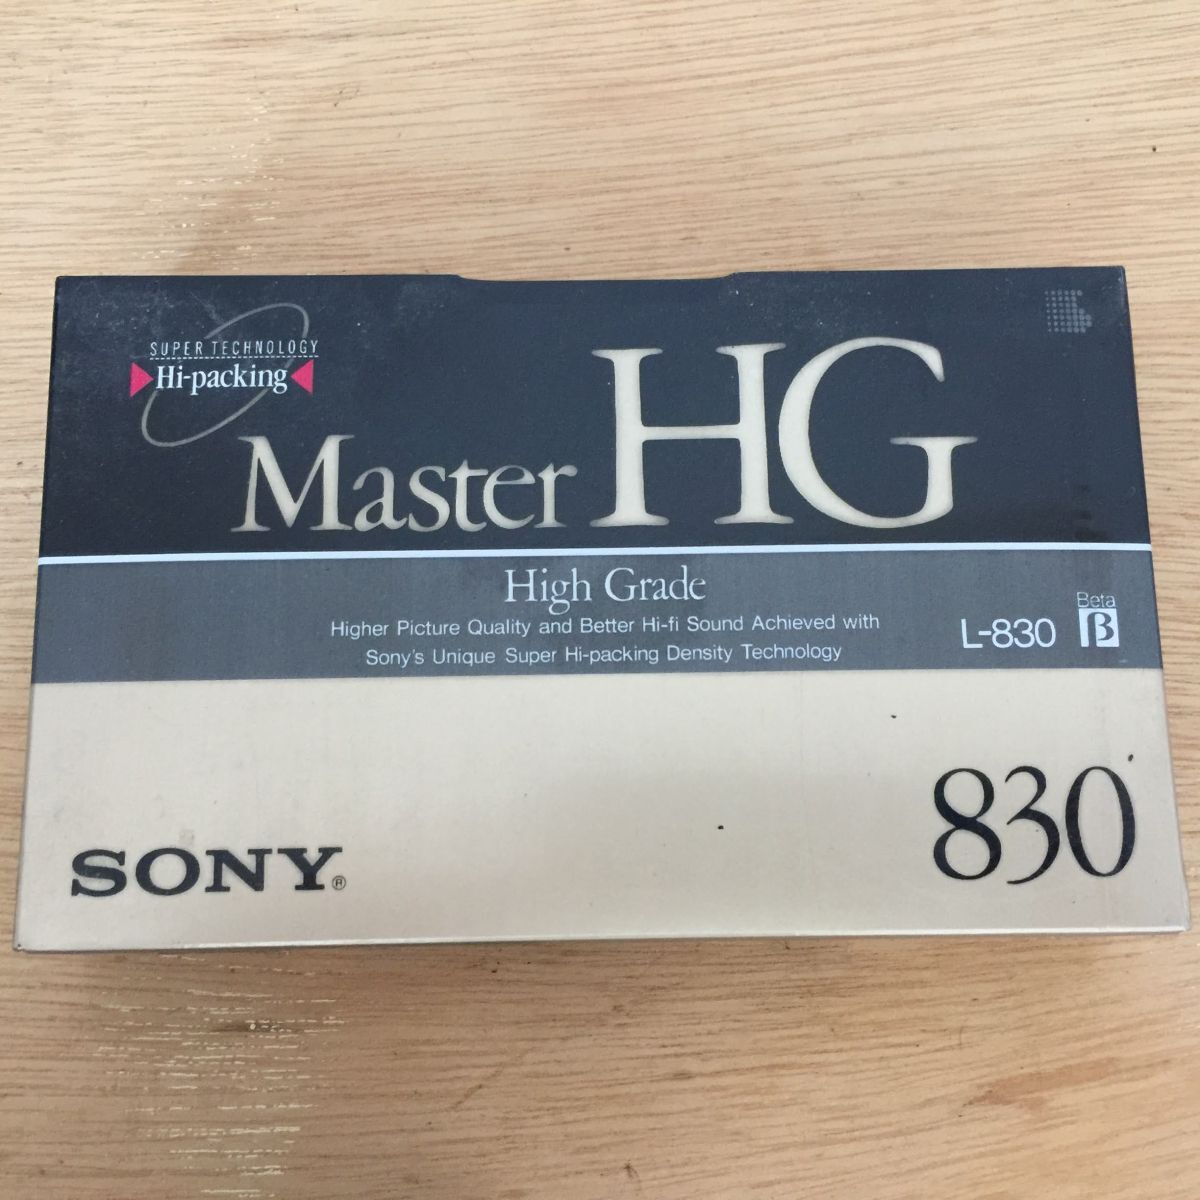 SUPER TECHNOLOGY
Hi-packing
Master HG
High Grade
Higher Picture Quality and Better Hi-fi Sound Achieved with
Sony's Unique Super Hi-packing Density Technology
L-830
Beta
β
830
SONY®